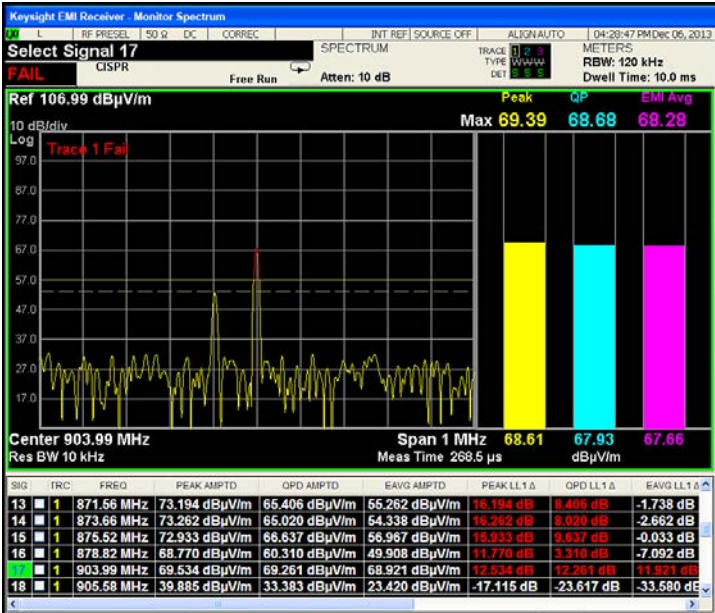 Keysight EMI Receiver - Monitor Spectrum
L RF PRESEL 50 Ω DC CORREC INT REF SOURCE OFF ALIGN AUTO 04:28:47 PM Dec 06, 2013
Select Signal 17 SPECTRUM TRACE 1 2 3 METERS
TYPE WWWW RBW: 120 kHz
FAIL CISPR Free Run Atten: 10 dB DET S S S Dwell Time: 10.0 ms
Ref 106.99 dBµV/m Peak QP EMI Avg
10 dB/div Max 69.39 68.68 68.28
Log
Trace 1 Fail
97.0
87.0
77.0
67.0
57.0
47.0
37.0
27.0
17.0
Center 903.99 MHz Span 1 MHz 68.61 67.93 67.66
Res BW 10 kHz Meas Time 268.5 µs dBµV/m
SIG TRC FREQ PEAK AMPTD QPD AMPTD EAVG AMPTD PEAK LL1 Δ QPD LL1 Δ EAVG LL1 Δ
13 1 871.56 MHz 73.194 dBµV/m 65.406 dBµV/m 55.262 dBµV/m 16.194 dB 8.406 dB -1.738 dB
14 1 873.66 MHz 73.262 dBµV/m 65.020 dBµV/m 54.338 dBµV/m 16.262 dB 8.020 dB -2.662 dB
15 1 875.52 MHz 72.933 dBµV/m 66.637 dBµV/m 56.967 dBµV/m 15.933 dB 9.637 dB -0.033 dB
16 1 878.82 MHz 68.770 dBµV/m 60.310 dBµV/m 49.908 dBµV/m 11.770 dB 3.310 dB -7.092 dB
17 1 903.99 MHz 69.534 dBµV/m 69.261 dBµV/m 68.921 dBµV/m 12.534 dB 12.261 dB 11.921 dB
18 1 905.58 MHz 39.885 dBµV/m 33.383 dBµV/m 23.420 dBµV/m -17.115 dB -23.617 dB -33.580 dB